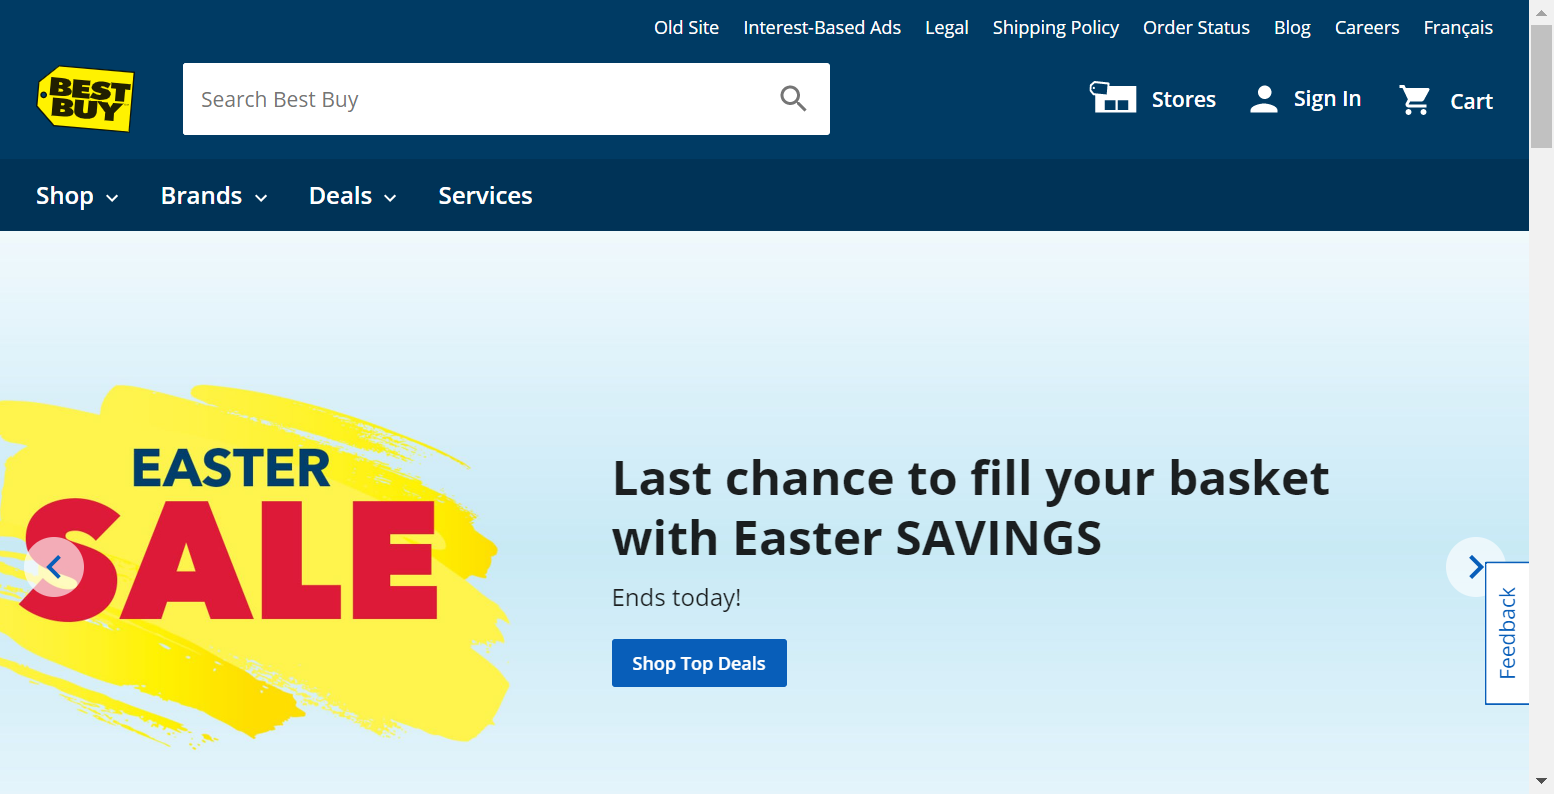 Old Site Interest-Based Ads Legal Shipping Policy Order Status Blog Careers Français
BEST
BUY
Search Best Buy
Stores Sign In Cart
Shop Brands Deals Services
EASTER
SALE
Last chance to fill your basket
with Easter SAVINGS
Ends today!
Shop Top Deals
Feedback